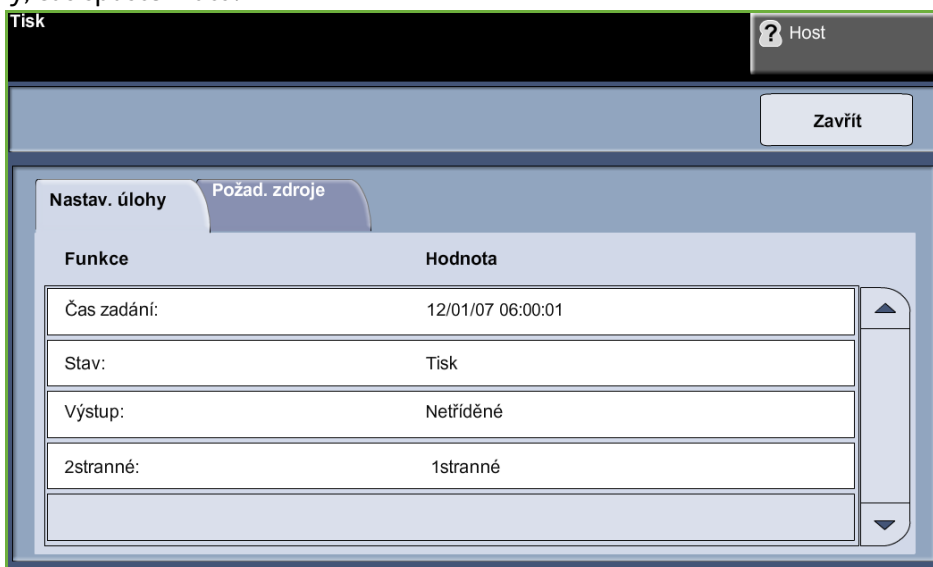 Tisk
? Host
Zavřít
Nastav. úlohy
Požad. zdroje
Funkce Hodnota
Čas zadání: 12/01/07 06:00:01
Stav: Tisk
Výstup: Netříděné
2stranné: 1stranné